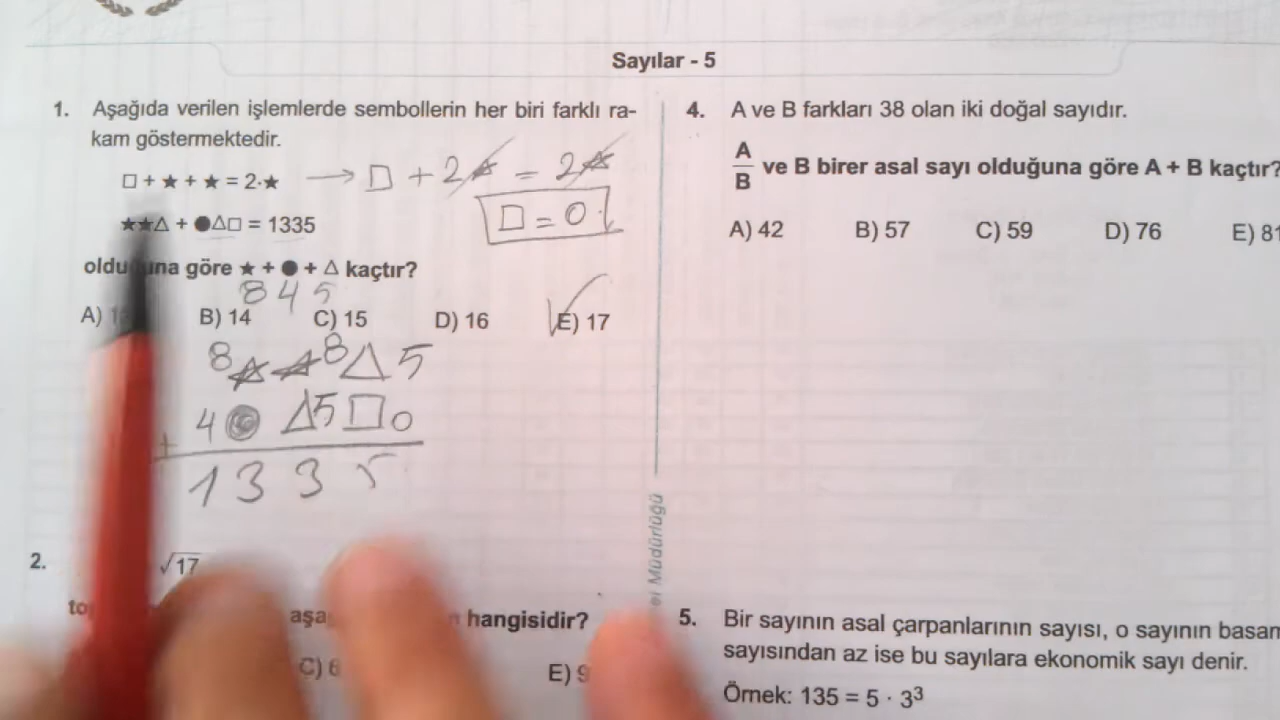 Sayılar - 5
1. Aşağıda verilen işlemlerde sembollerin her biri farklı ra-
kam göstermektedir.
□ + ★ + ★ = 2·★
→ □ + 2★ = 2★
□ = 0
★★△ + ●△□ = 1335
göre ★ + ● + △ kaçtır?
8 4 5
A) B) 14 C) 15 D) 16 E) 17
8★ ★8 △5
+ 4● △5 □0
1 3 3 5
2. √17
hangisidir?
E) 9
Müdürlüğü
4. A ve B farkları 38 olan iki doğal sayıdır.
A/B ve B birer asal sayı olduğuna göre A + B kaçtır?
A) 42 B) 57 C) 59 D) 76 E) 81
5. Bir sayının asal çarpanlarının sayısı, o sayının basam
sayısından az ise bu sayılara ekonomik sayı denir.
Örnek: 135 = 5 · 3³